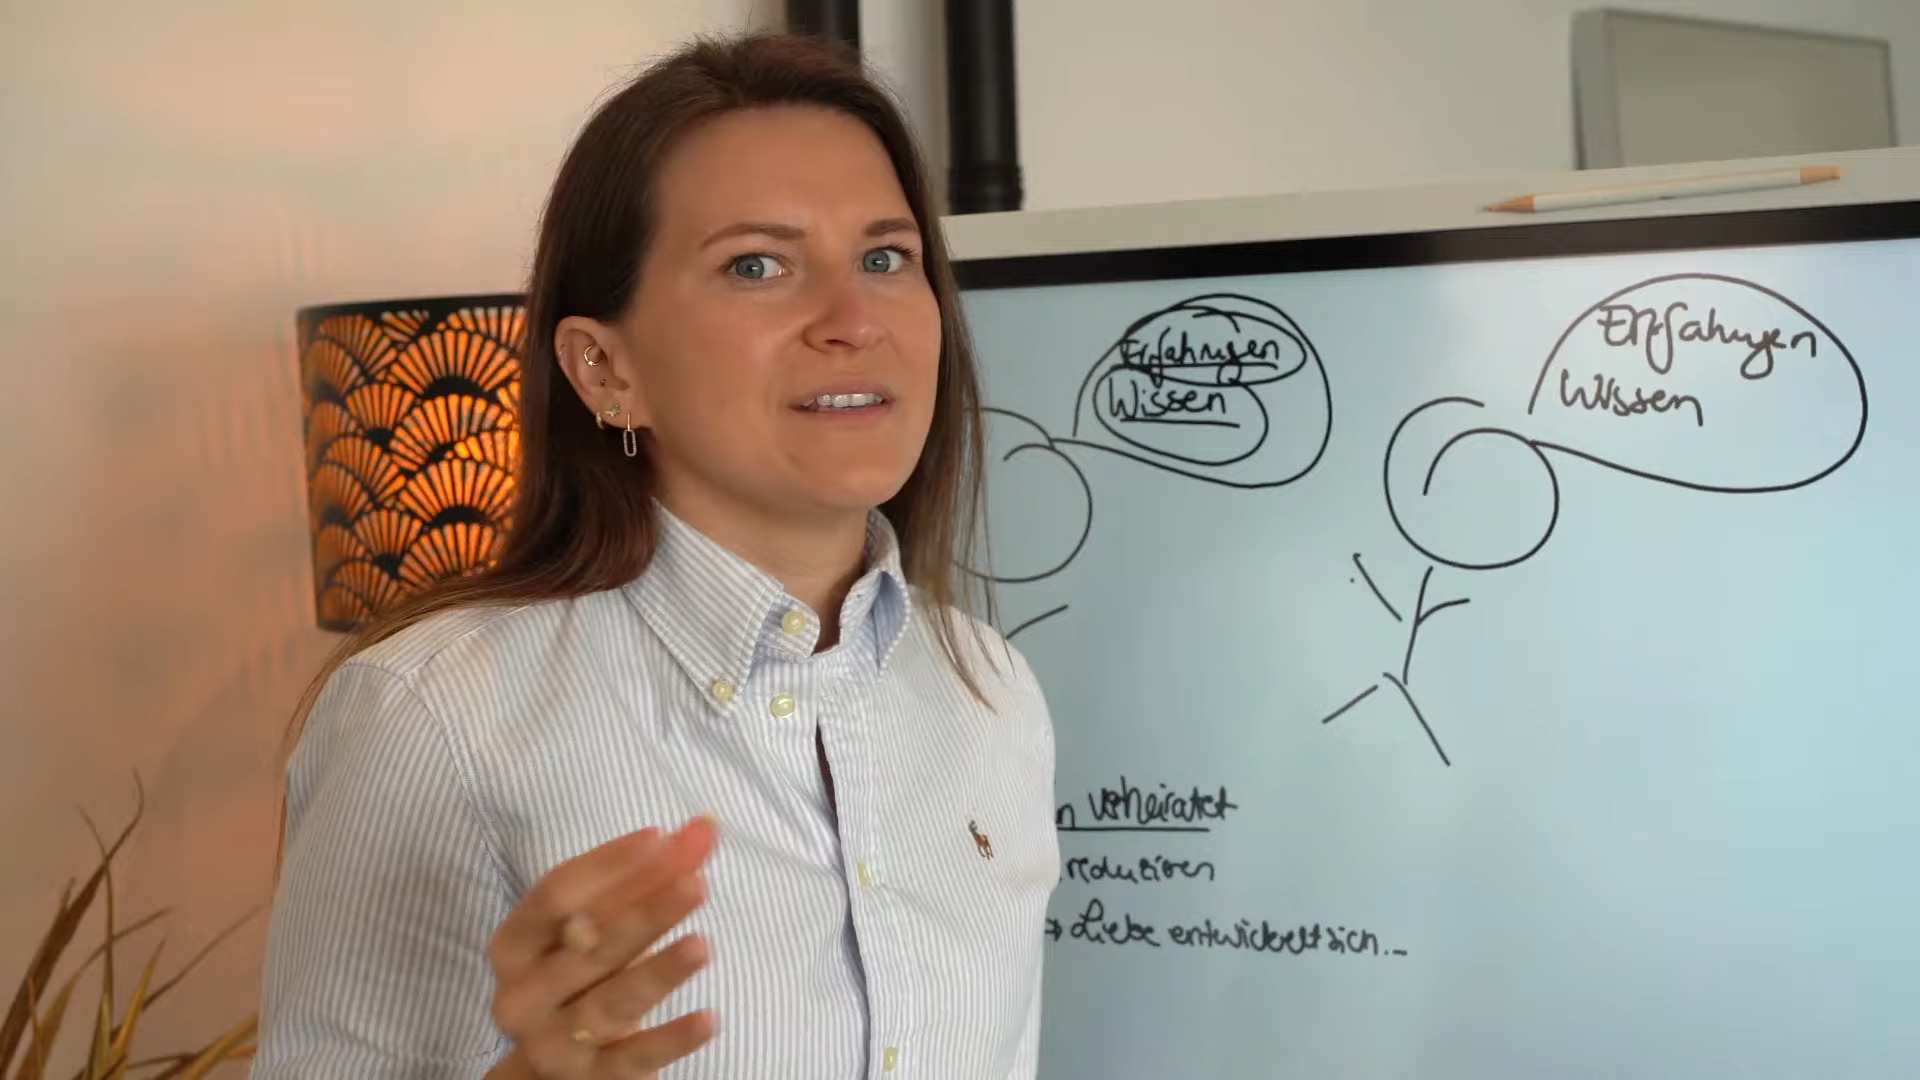 Erfahrungen
Wissen
Erfahrungen
Wissen
n verheiratet
reduzieren
→ Liebe entwickelt sich...